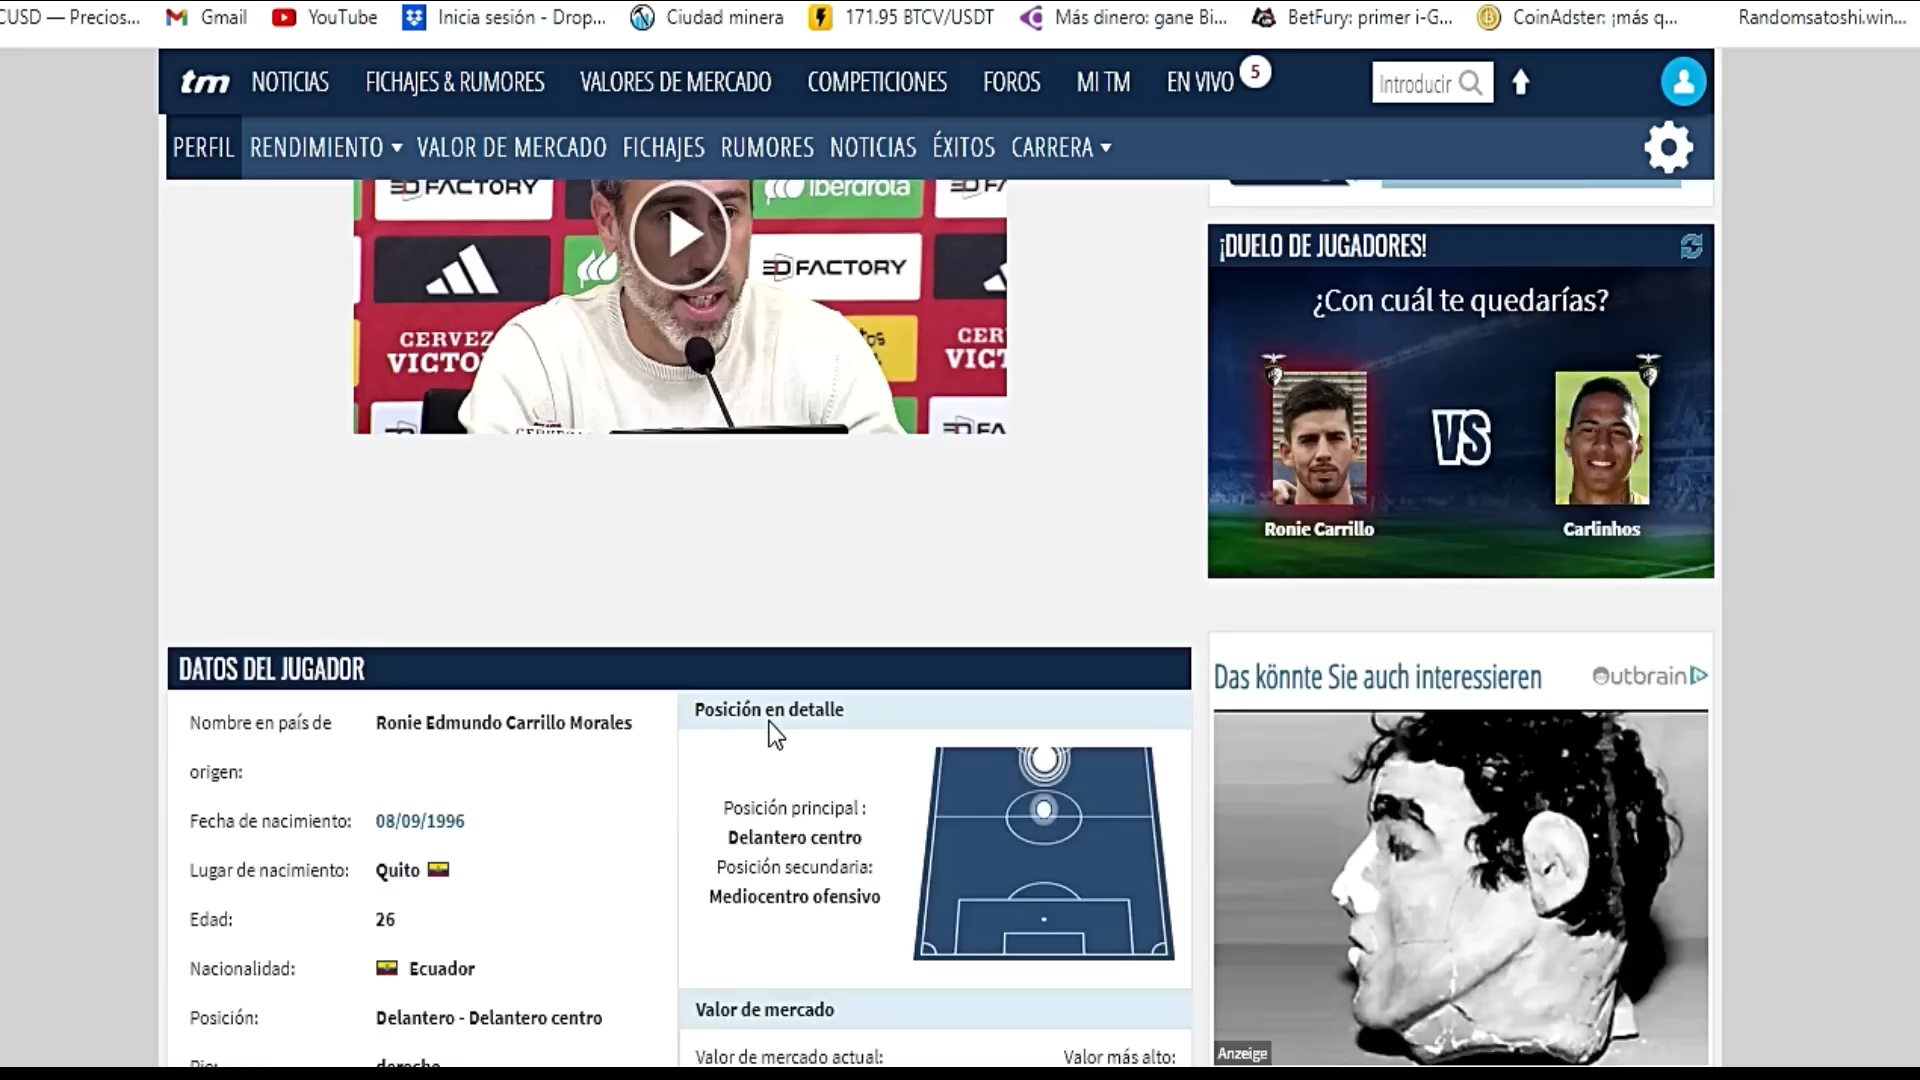 CUSD — Precios... Gmail YouTube Inicia sesión - Drop... Ciudad minera 171.95 BTCV/USDT Más dinero: gane Bi... BetFury: primer i-G... CoinAdster: ¡más q... Randomsatoshi.win...
tm NOTICIAS FICHAJES & RUMORES VALORES DE MERCADO COMPETICIONES FOROS MI TM EN VIVO 5 Introducir
PERFIL RENDIMIENTO VALOR DE MERCADO FICHAJES RUMORES NOTICIAS ÉXITOS CARRERA
3D FACTORY Iberdrola
3D FACTORY
CERVEZ
VICTO
CER
VICT
¡DUELO DE JUGADORES!
¿Con cuál te quedarías?
VS
Ronie Carrillo Carlinhos
DATOS DEL JUGADOR
Nombre en país de origen: Ronie Edmundo Carrillo Morales
Fecha de nacimiento: 08/09/1996
Lugar de nacimiento: Quito
Edad: 26
Nacionalidad: Ecuador
Posición: Delantero - Delantero centro
Pie: derecho
Posición en detalle
Posición principal :
Delantero centro
Posición secundaria:
Mediocentro ofensivo
Valor de mercado
Valor de mercado actual: Valor más alto:
Das könnte Sie auch interessieren Outbrain
Anzeige